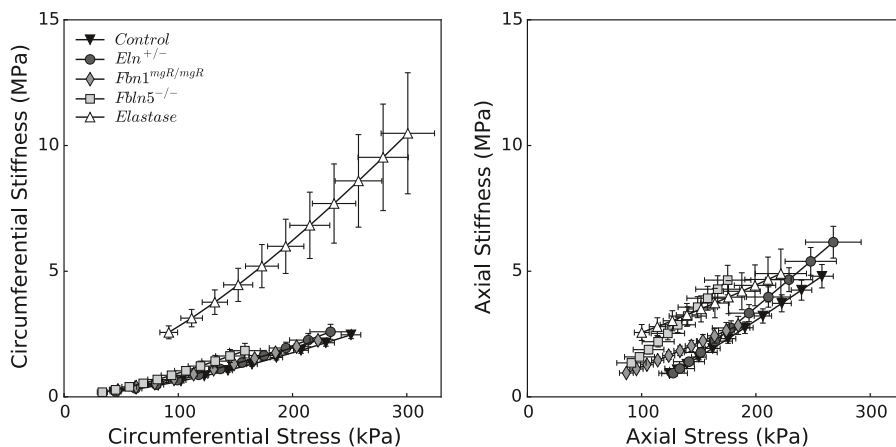 15
10
5
0
Circumferential Stiffness (MPa)
Control
Eln+/−
Fbn1mgR/mgR
Fbln5−/−
Elastase
0 100 200 300
Circumferential Stress (kPa)
15
10
5
0
Axial Stiffness (MPa)
0 100 200 300
Axial Stress (kPa)